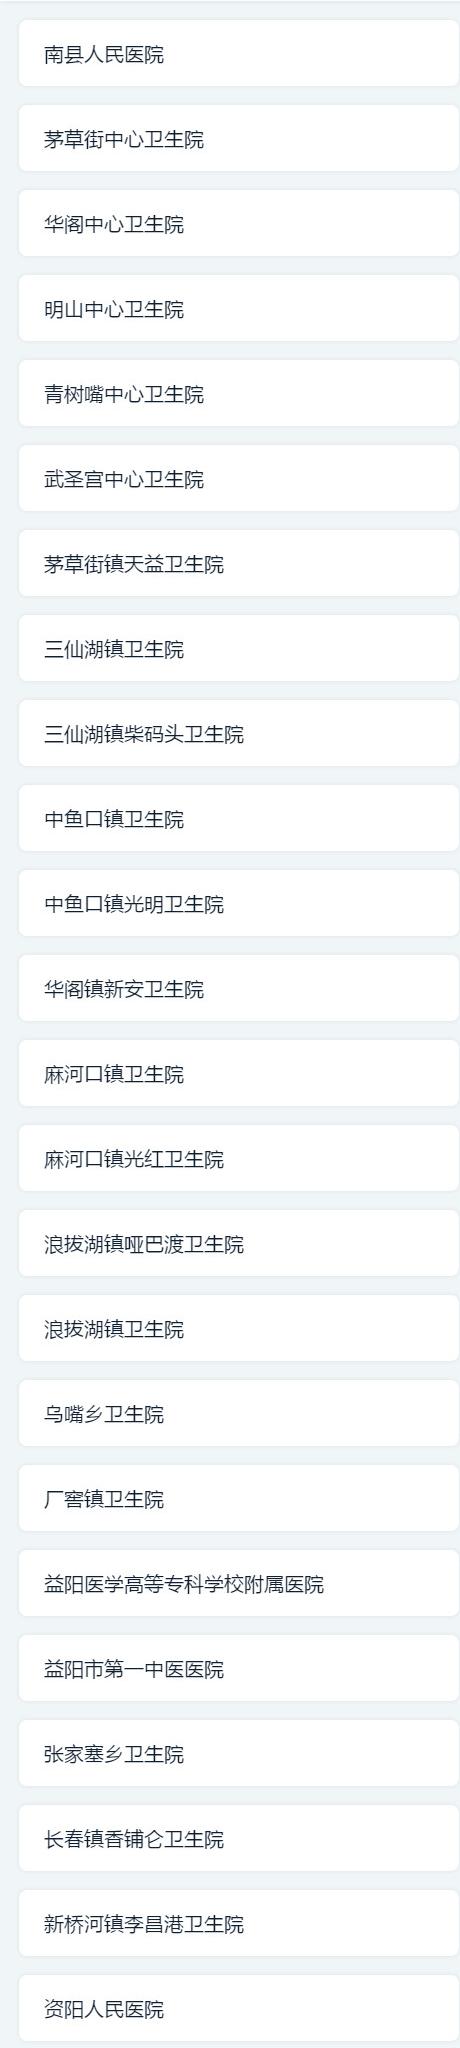 南县人民医院
茅草街中心卫生院
华阁中心卫生院
明山中心卫生院
青树嘴中心卫生院
武圣宫中心卫生院
茅草街镇天益卫生院
三仙湖镇卫生院
三仙湖镇柴码头卫生院
中鱼口镇卫生院
中鱼口镇光明卫生院
华阁镇新安卫生院
麻河口镇卫生院
麻河口镇光红卫生院
浪拔湖镇哑巴渡卫生院
浪拔湖镇卫生院
乌嘴乡卫生院
厂窖镇卫生院
益阳医学高等专科学校附属医院
益阳市第一中医医院
张家塞乡卫生院
长春镇香铺仑卫生院
新桥河镇李昌港卫生院
资阳人民医院